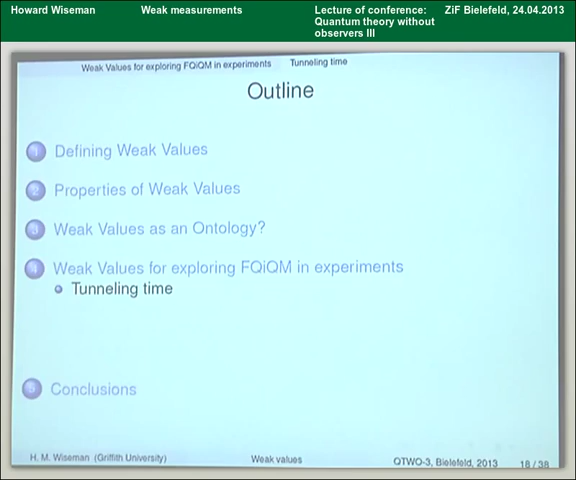 Howard Wiseman
Weak measurements
Lecture of conference:
Quantum theory without
observers III
ZiF Bielefeld, 24.04.2013
Weak Values for exploring FQiQM in experiments Tunneling time
Outline
1 Defining Weak Values
2 Properties of Weak Values
3 Weak Values as an Ontology?
4 Weak Values for exploring FQiQM in experiments
Tunneling time
5 Conclusions
H. M. Wiseman (Griffith University) Weak values QTWO-3, Bielefeld, 2013 18 / 38